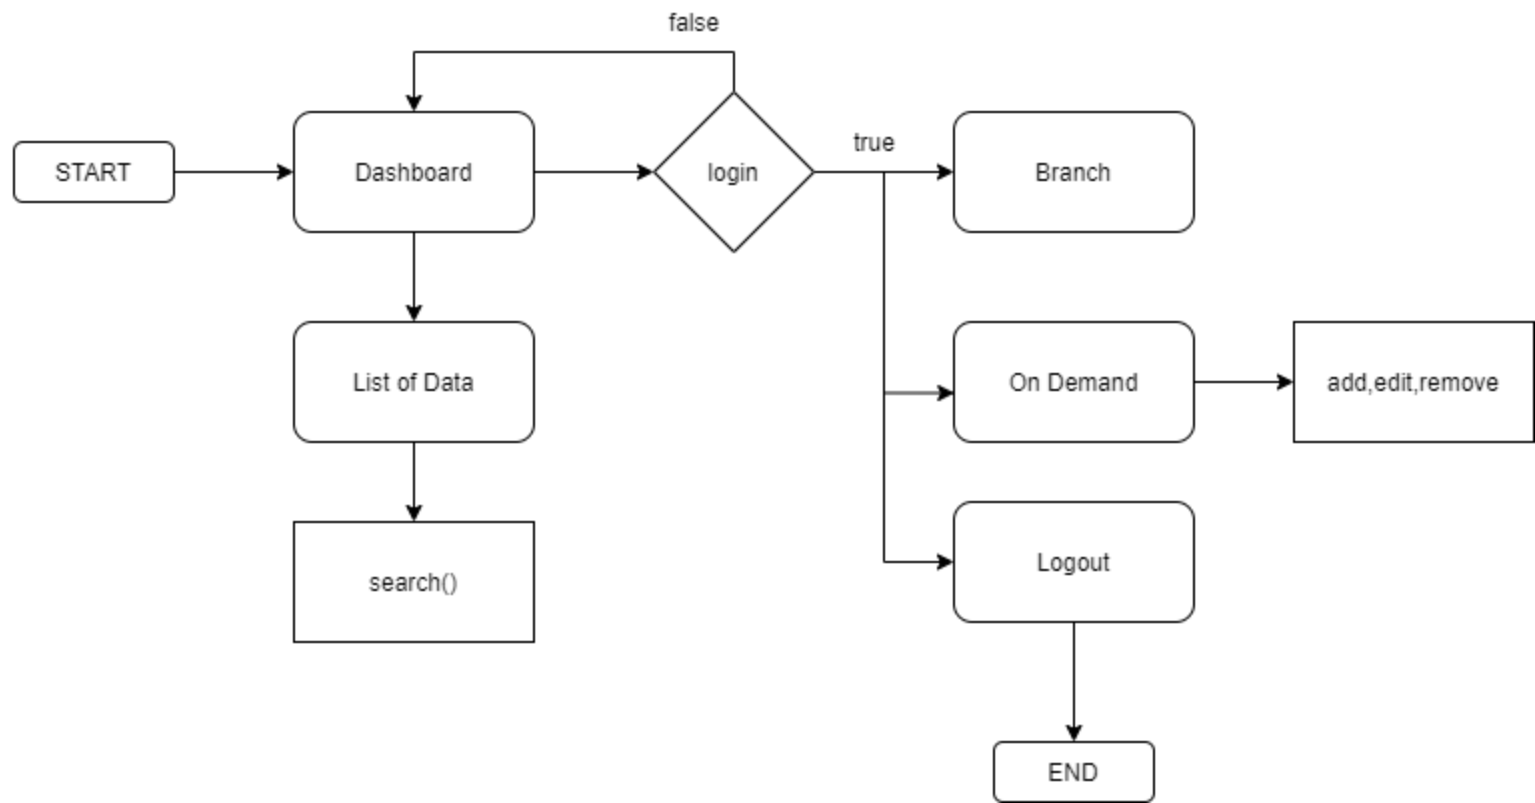 false
START
Dashboard
login
true
Branch
List of Data
On Demand
add,edit,remove
search()
Logout
END